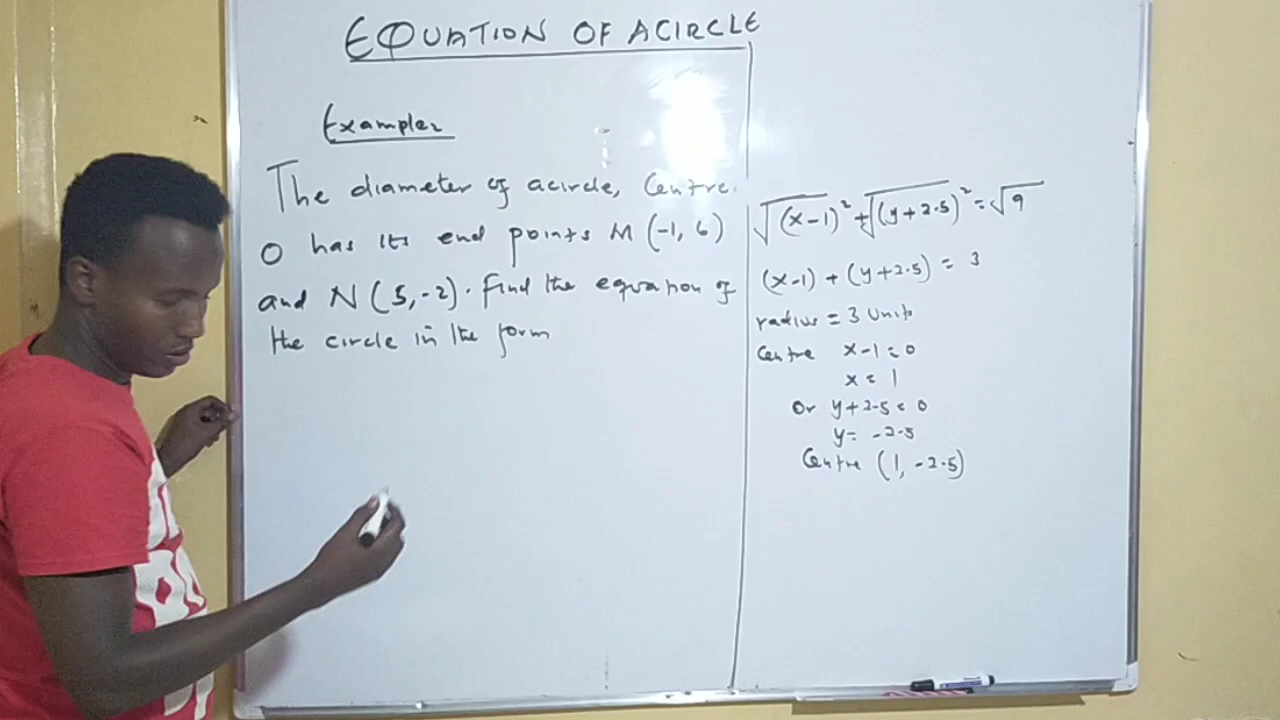 EQUATION OF A CIRCLE
Examples
The diameter of a circle, Centre
O has its end points M (-1, 6)
and N (5, -2). Find the equation of
the circle in the form
√(x-1)² + √(y+2.5)² = √9
(x-1) + (y+2.5) = 3
radius = 3 Units
Centre x-1 = 0
x = 1
Or y+2.5 = 0
y = -2.5
Centre (1, -2.5)